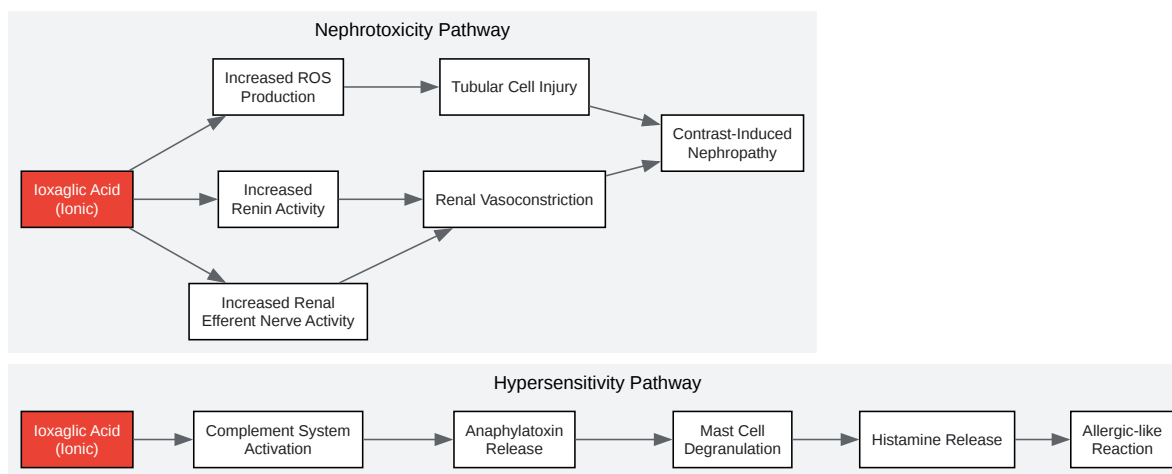 Nephrotoxicity Pathway
Increased ROS
Production
Tubular Cell Injury
Contrast-Induced
Nephropathy
Ioxaglic Acid
(Ionic)
Increased
Renin Activity
Renal Vasoconstriction
Increased Renal
Efferent Nerve Activity
Hypersensitivity Pathway
Ioxaglic Acid
(Ionic)
Complement System
Activation
Anaphylatoxin
Release
Mast Cell
Degranulation
Histamine Release
Allergic-like
Reaction